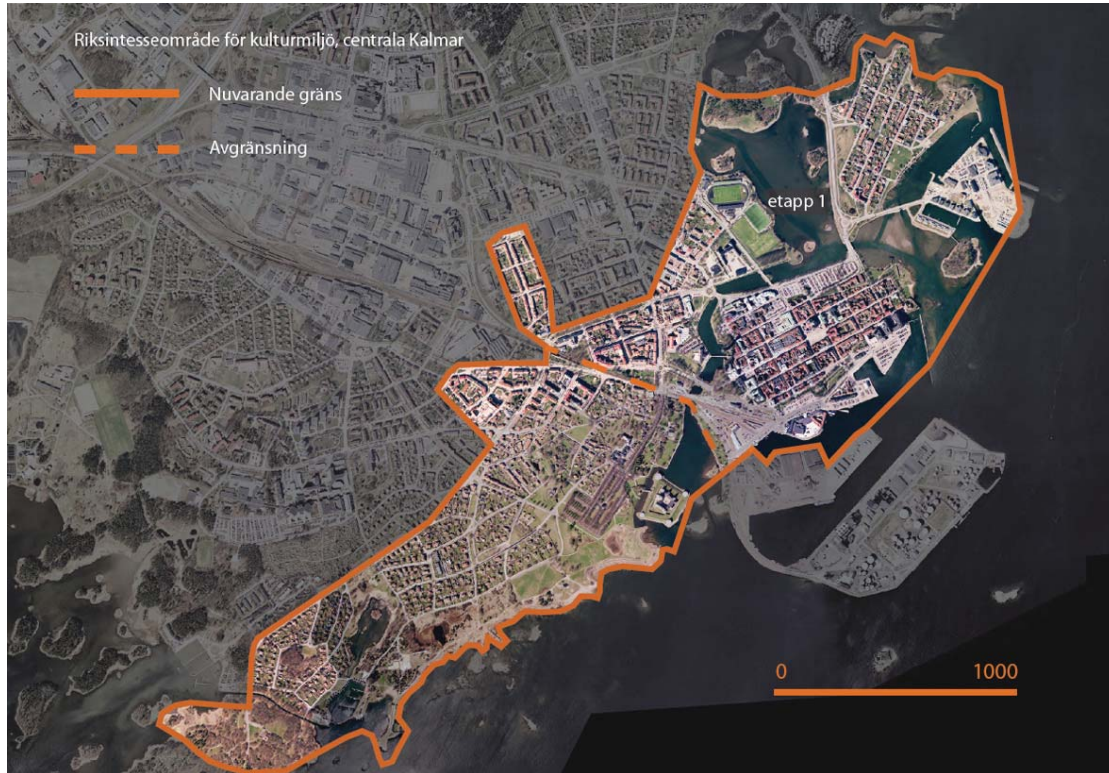 Riksintesseområde för kulturmiljö, centrala Kalmar
Nuvarande gräns
Avgränsning
etapp 1
0 1000